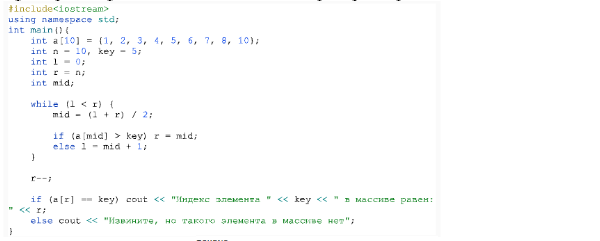 #include<iostream>
using namespace std;
int main(){
int a[10] = {1, 2, 3, 4, 5, 6, 7, 8, 10};
int n = 10, key = 5;
int l = 0;
int r = n;
int mid;
while (l < r) {
mid = (l + r) / 2;
if (a[mid] > key) r = mid;
else l = mid + 1;
}
r--;
if (a[r] == key) cout << "Индекс элемента " << key << " в массиве равен:
" << r;
else cout << "Извините, но такого элемента в массиве нет";
}